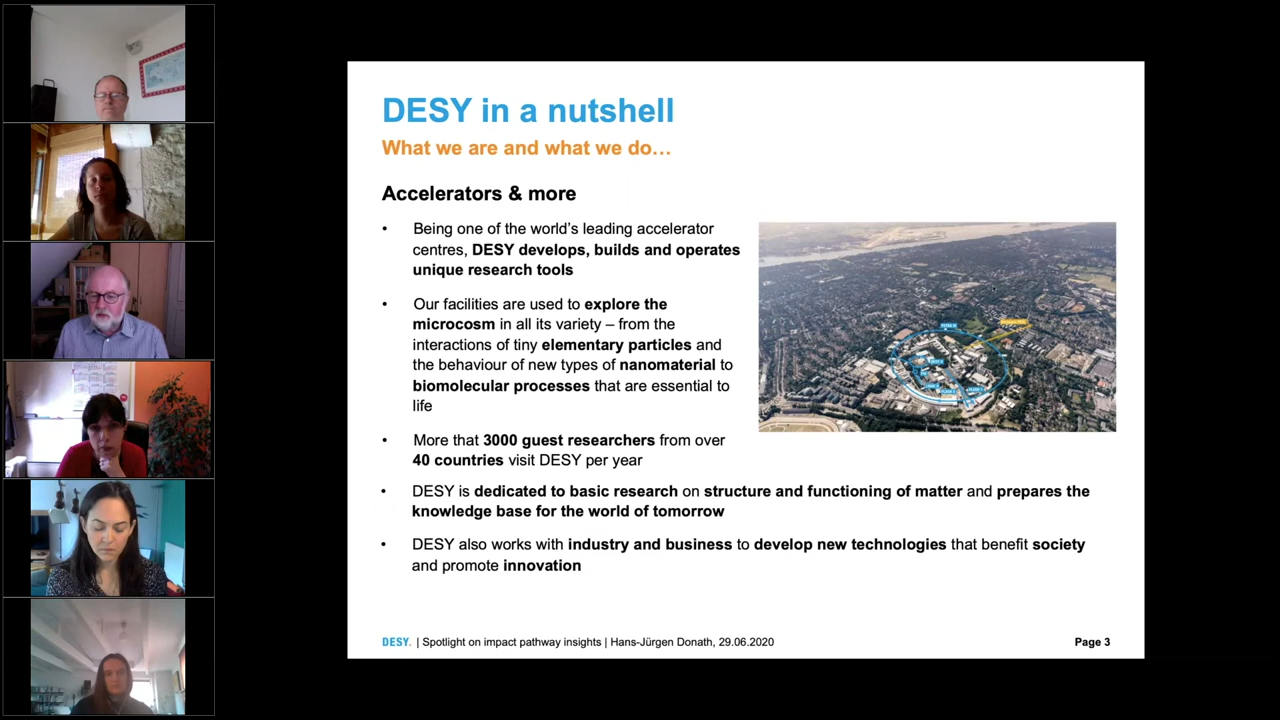 DESY in a nutshell
What we are and what we do…
Accelerators & more
• Being one of the world's leading accelerator
centres, DESY develops, builds and operates
unique research tools
• Our facilities are used to explore the
microcosm in all its variety – from the
interactions of tiny elementary particles and
the behaviour of new types of nanomaterial to
biomolecular processes that are essential to
life
• More that 3000 guest researchers from over
40 countries visit DESY per year
• DESY is dedicated to basic research on structure and functioning of matter and prepares the
knowledge base for the world of tomorrow
• DESY also works with industry and business to develop new technologies that benefit society
and promote innovation
DESY. | Spotlight on impact pathway insights | Hans-Jürgen Donath, 29.06.2020
Page 3